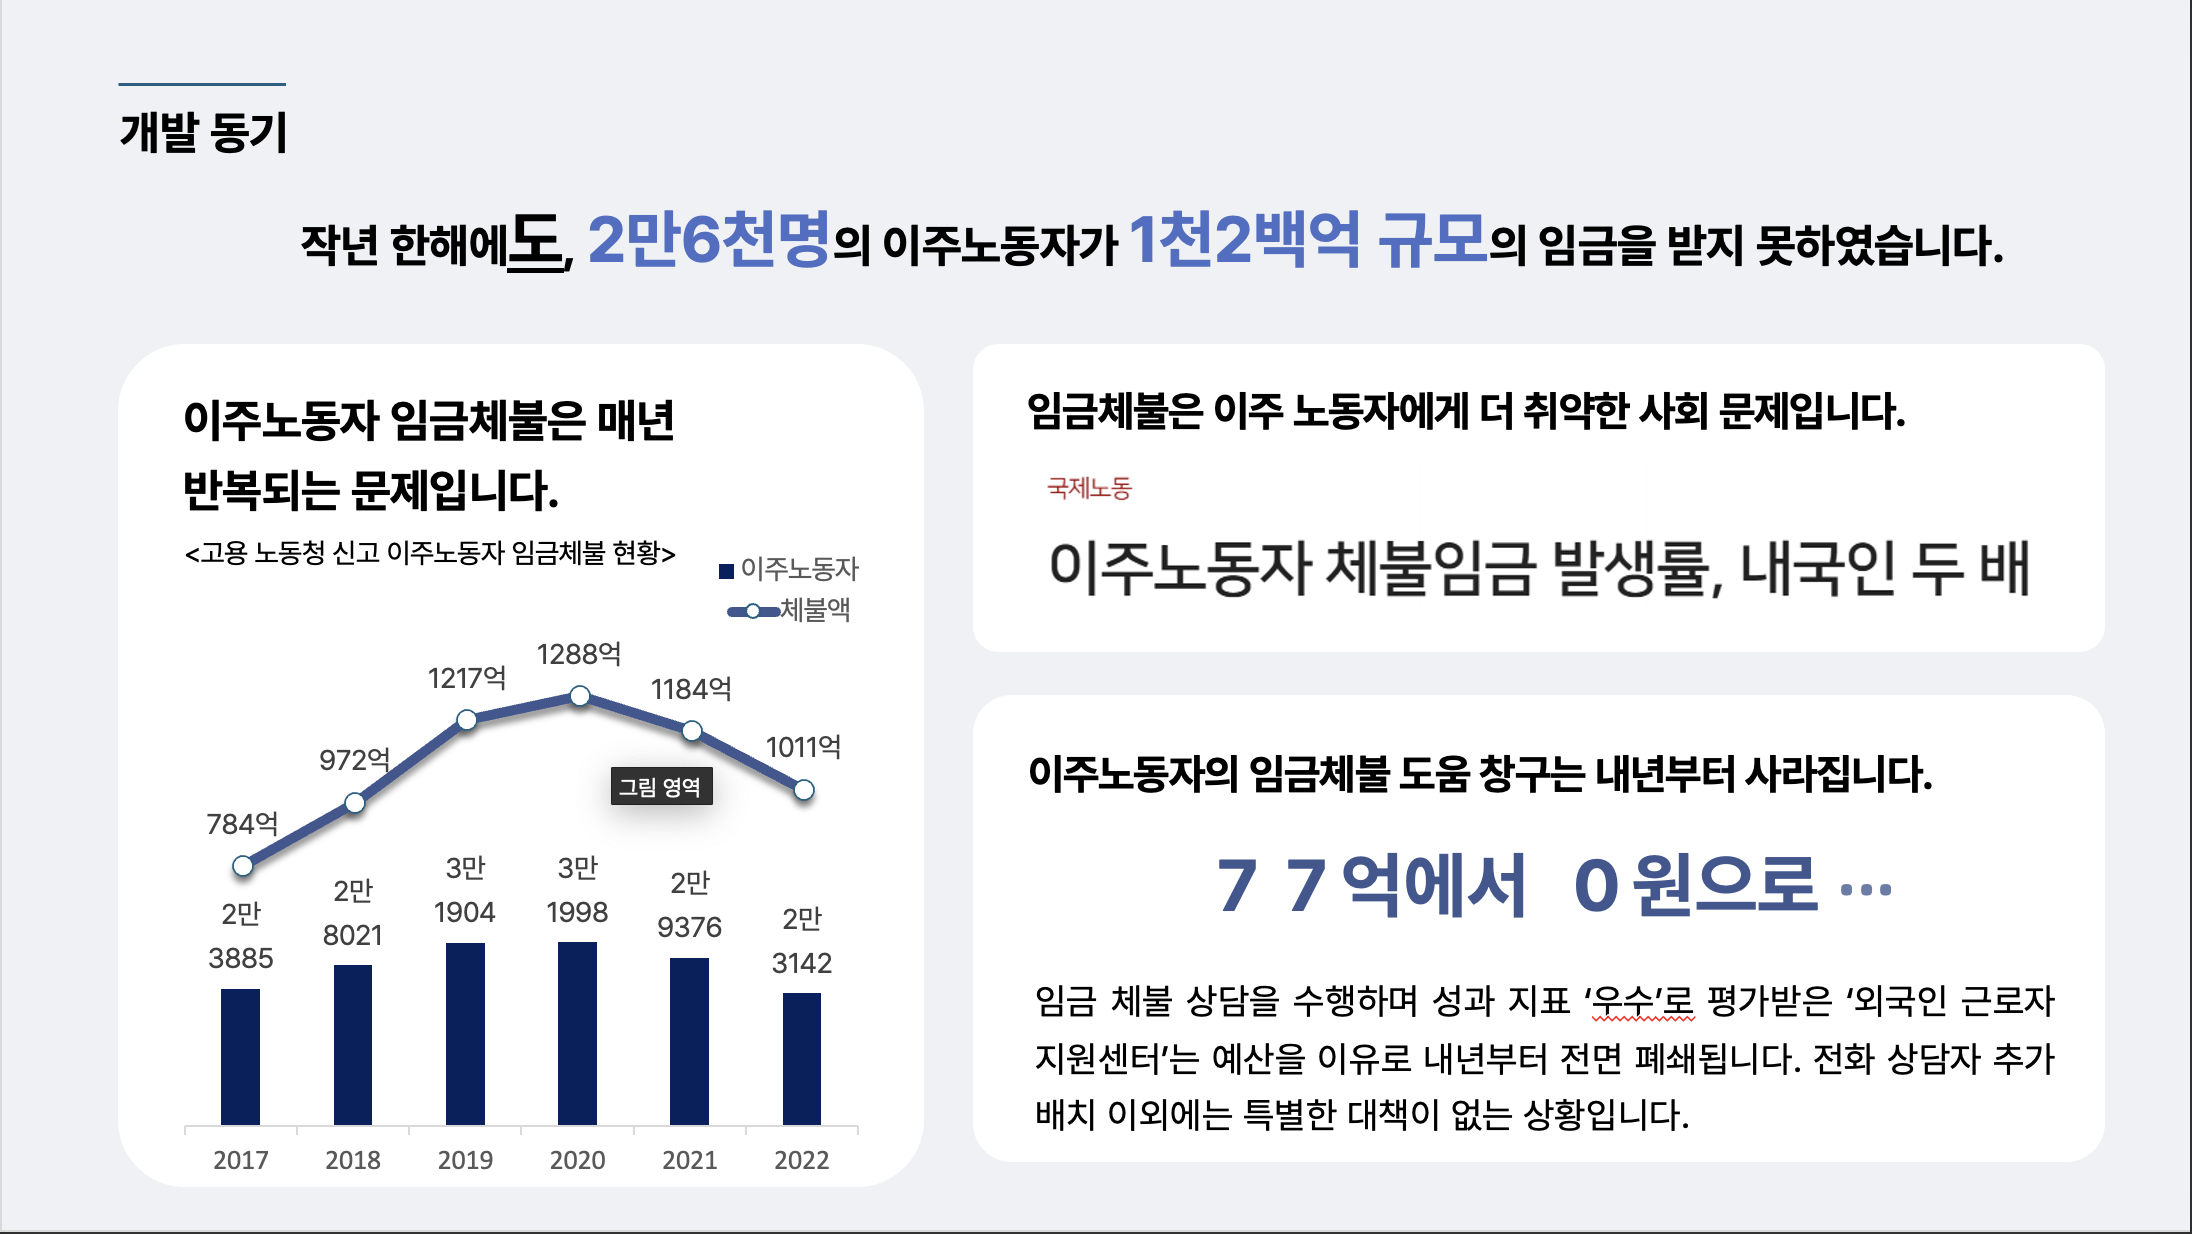 개발 동기
작년 한해에도, 2만6천명의 이주노동자가 1천2백억 규모의 임금을 받지 못하였습니다.
이주노동자 임금체불은 매년
반복되는 문제입니다.
<고용 노동청 신고 이주노동자 임금체불 현황>
이주노동자
체불액
784억
972억
1217억
1288억
1184억
1011억
그림 영역
2만
3885
2만
8021
3만
1904
3만
1998
2만
9376
2만
3142
2017
2018
2019
2020
2021
2022
임금체불은 이주 노동자에게 더 취약한 사회 문제입니다.
국제노동
이주노동자 체불임금 발생률, 내국인 두 배
이주노동자의 임금체불 도움 창구는 내년부터 사라집니다.
7 7억에서 0원으로 …
임금 체불 상담을 수행하며 성과 지표 ‘우수’로 평가받은 ‘외국인 근로자
지원센터’는 예산을 이유로 내년부터 전면 폐쇄됩니다. 전화 상담자 추가
배치 이외에는 특별한 대책이 없는 상황입니다.